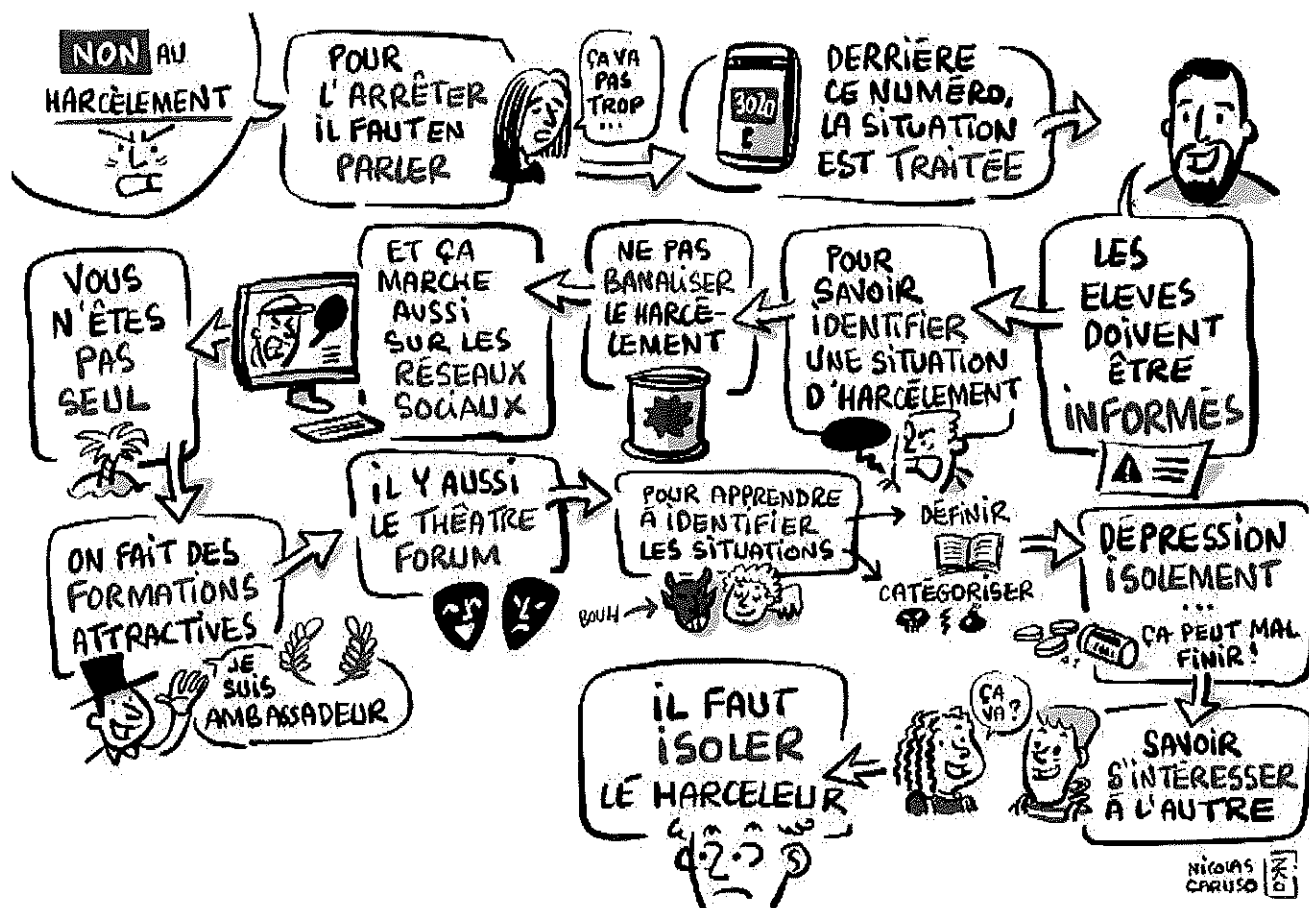 NON AU
HARCÈLEMENT
POUR
L'ARRÊTER
IL FAUT EN
PARLER
ÇA VA
PAS
TROP
...
3020
DERRIÈRE
CE NUMÉRO,
LA SITUATION
EST TRAITÉE
LES
ELEVES
DOIVENT
ÊTRE
INFORMÉS
POUR
SAVOIR
IDENTIFIER
UNE SITUATION
D'HARCÈLEMENT
NE PAS
BANALISER
LE HARCÈ-
LEMENT
ET ÇA
MARCHE
AUSSI
SUR LES
RÉSEAUX
SOCIAUX
VOUS
N'ÊTES
PAS
SEUL
ON FAIT DES
FORMATIONS
ATTRACTIVES
JE
SUIS
AMBASSADEUR
IL Y AUSSI
LE THÉATRE
FORUM
POUR APPRENDRE
À IDENTIFIER
LES SITUATIONS
BOUH
DÉFINIR
CATÉGORISER
DÉPRESSION
ISOLEMENT
...
ÇA PEUT MAL
FINIR!
SAVOIR
S'INTÉRESSER
À L'AUTRE
ÇA
VA?
IL FAUT
ISOLER
LE HARCELEUR
NICOLAS
CARUSO